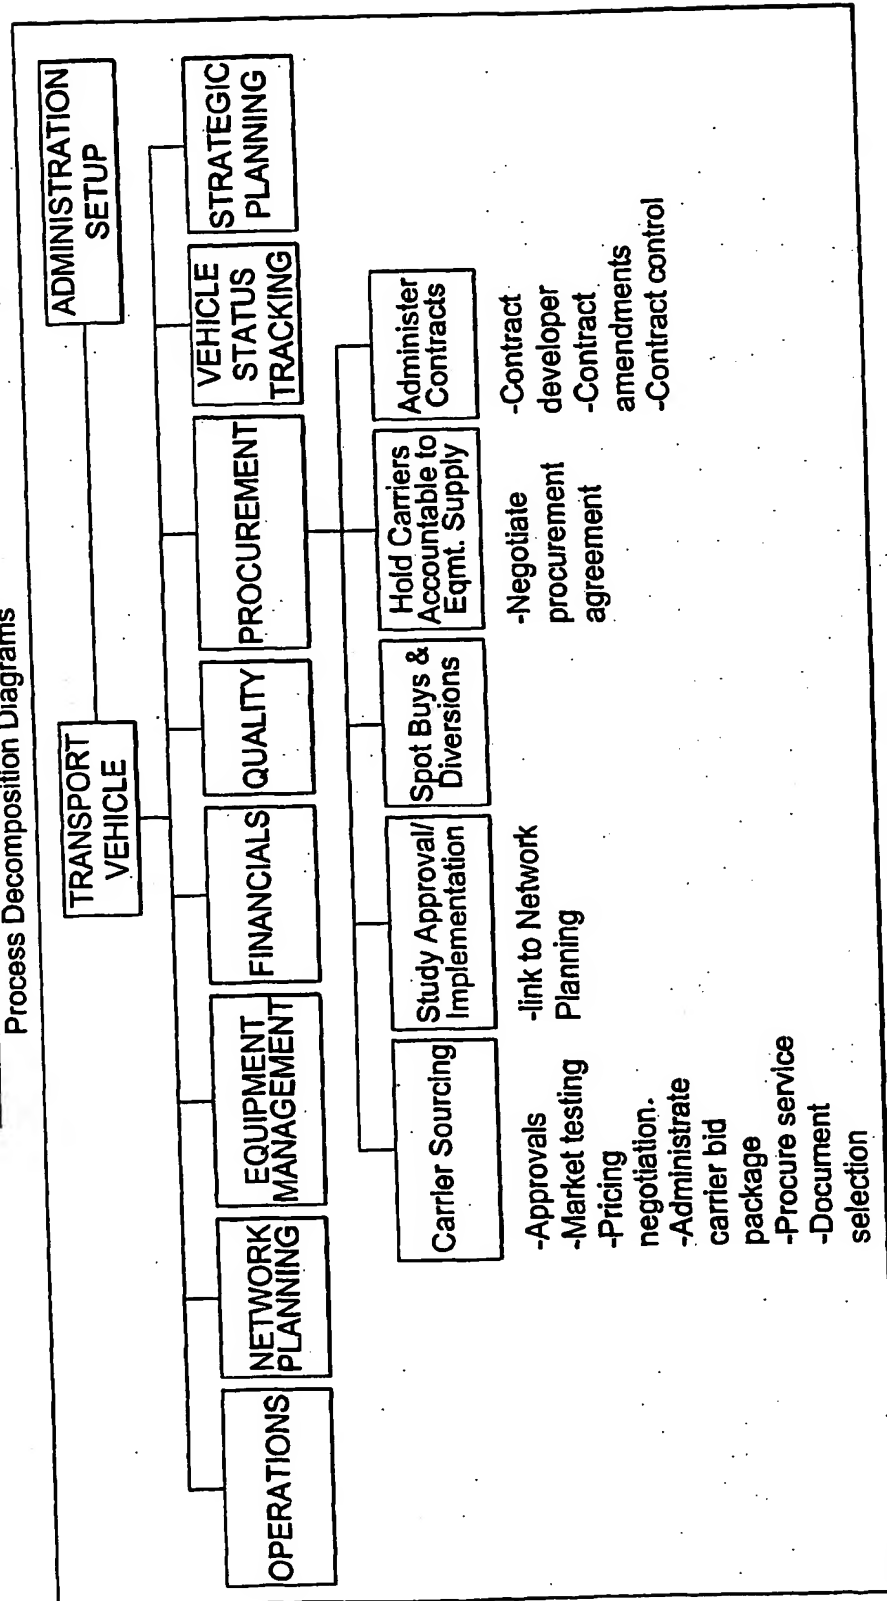 Process Decomposition Diagrams
TRANSPORT
VEHICLE
ADMINISTRATION
SETUP
OPERATIONS
NETWORK
PLANNING
EQUIPMENT
MANAGEMENT
FINANCIALS
QUALITY
PROCUREMENT
VEHICLE
STATUS
TRACKING
STRATEGIC
PLANNING
Carrier Sourcing
-Approvals
-Market testing
-Pricing
negotiation.
-Administrate
carrier bid
package
-Procure service
-Document
selection
Study Approval/
Implementation
-link to Network
Planning
Spot Buys &
Diversions
Hold Carriers
Accountable to
Eqmt. Supply
-Negotiate
procurement
agreement
Administer
Contracts
-Contract
developer
-Contract
amendments
-Contract control